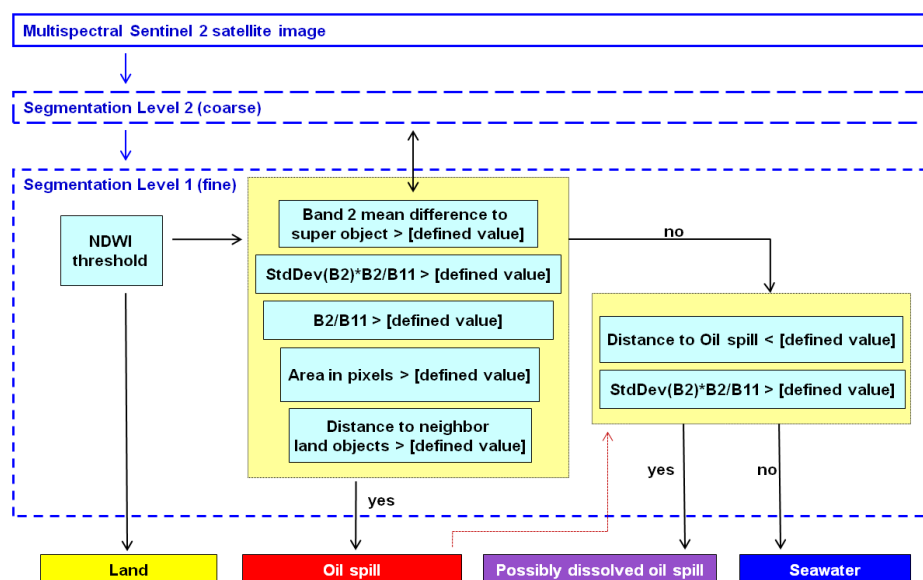 Multispectral Sentinel 2 satellite image
Segmentation Level 2 (coarse)
Segmentation Level 1 (fine)
NDWI
threshold
Band 2 mean difference to
super object > [defined value]
StdDev(B2)*B2/B11 > [defined value]
B2/B11 > [defined value]
Area in pixels > [defined value]
Distance to neighbor
land objects > [defined value]
no
Distance to Oil spill < [defined value]
StdDev(B2)*B2/B11 > [defined value]
yes
yes
no
Land
Oil spill
Possibly dissolved oil spill
Seawater